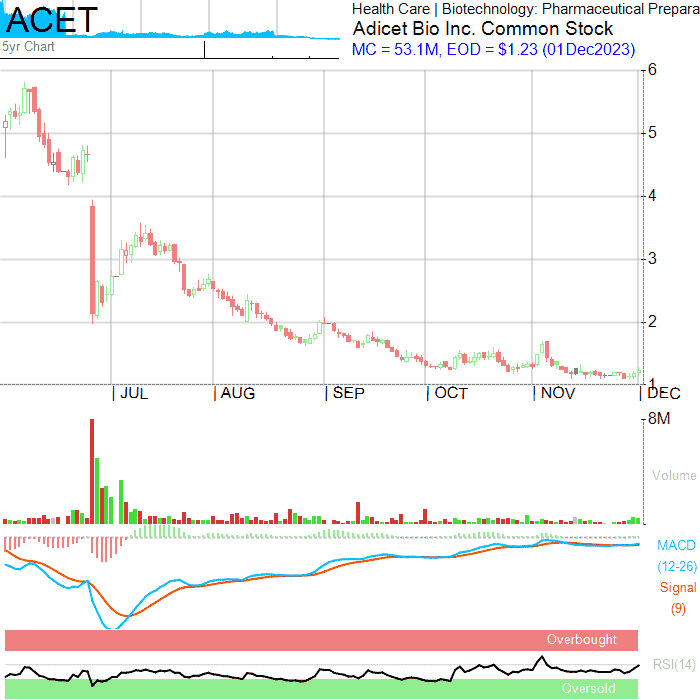 ACET
5yr Chart
Health Care | Biotechnology: Pharmaceutical Prepara
Adicet Bio Inc. Common Stock
MC = 53.1M, EOD = $1.23 (01Dec2023)
6
5
4
3
2
1
JUL AUG SEP OCT NOV DEC
8M
Volume
MACD
(12-26)
Signal
(9)
Overbought
RSI(14)
Oversold